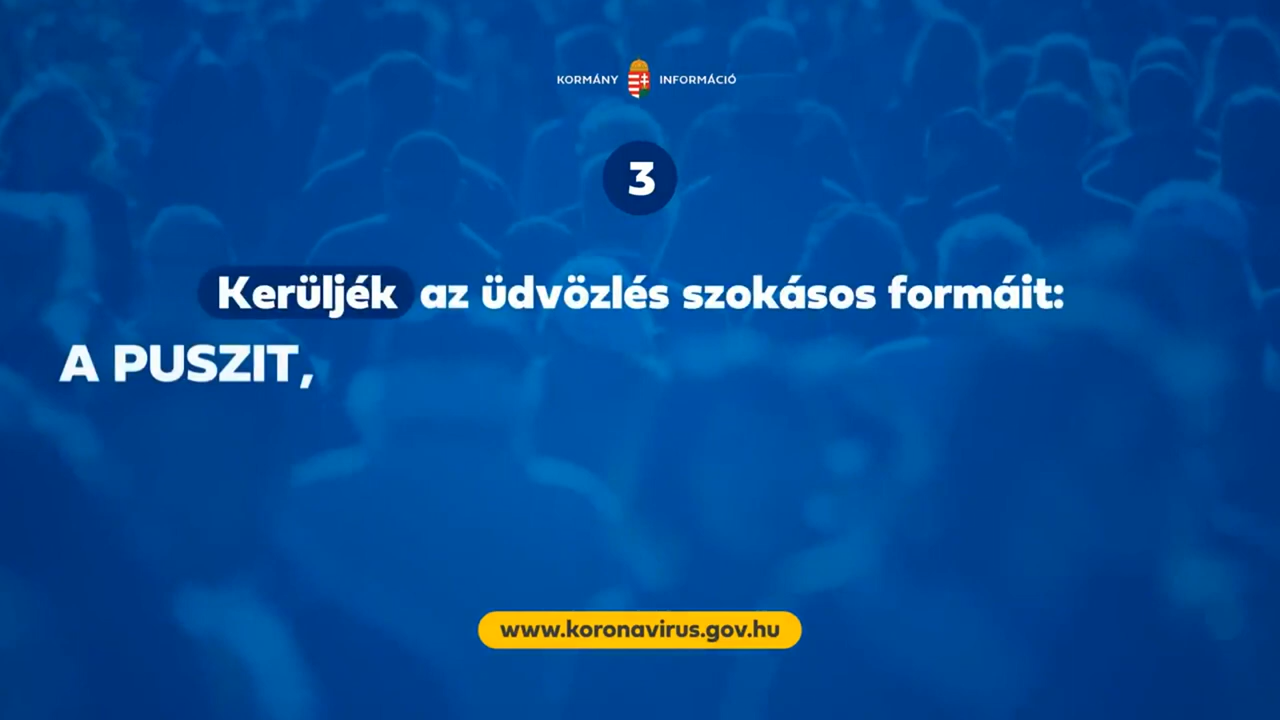 KORMÁNY INFORMÁCIÓ
3
Kerüljék az üdvözlés szokásos formáit:
A PUSZIT,
www.koronavirus.gov.hu